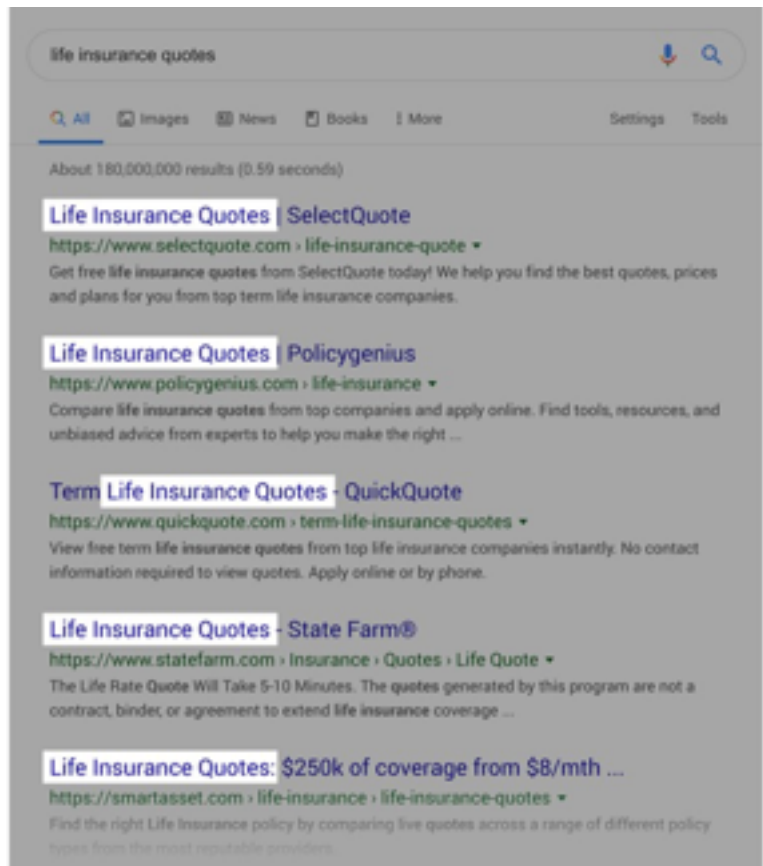 life insurance quotes
All Images News Books More Settings Tools
About 180,000,000 results (0.59 seconds)
Life Insurance Quotes | SelectQuote
https://www.selectquote.com › life-insurance-quote
Get free life insurance quotes from SelectQuote today! We help you find the best quotes, prices
and plans for you from top term life insurance companies.
Life Insurance Quotes | Policygenius
https://www.policygenius.com › life-insurance
Compare life insurance quotes from top companies and apply online. Find tools, resources, and
unbiased advice from experts to help you make the right ...
Term Life Insurance Quotes - QuickQuote
https://www.quickquote.com › term-life-insurance-quotes
View free term life insurance quotes from top life insurance companies instantly. No contact
information required to view quotes. Apply online or by phone.
Life Insurance Quotes - State Farm®
https://www.statefarm.com › Insurance › Quotes › Life Quote
The Life Rate Quote Will Take 5-10 Minutes. The quotes generated by this program are not a
contract, binder, or agreement to extend life insurance coverage ...
Life Insurance Quotes: $250k of coverage from $8/mth ...
https://smartasset.com › life-insurance › life-insurance-quotes
Find the right Life Insurance policy by comparing live quotes across a range of different policy
types from the most reputable providers.